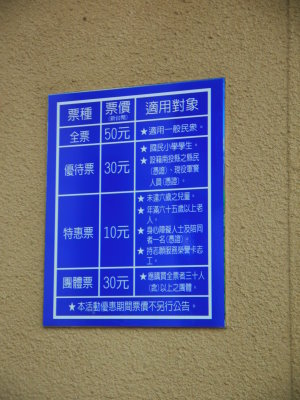 票種 票價 適用對象
(新台幣)
全票 50元 ★適用一般民眾。
優待票 30元 ★國民小學學生。
★設籍南投縣之縣民
(憑證)、現役軍警
人員(憑證)。
特惠票 10元 ★未滿六歲之兒童。
★年滿六十五歲以上老
人。
★身心障礙人士及陪同
者一名(憑證)。
★持志願服務榮譽卡志
工。
團體票 30元 ★應購買全票者三十人
(含)以上之團體。
★本活動優惠期間票價不另行公告。